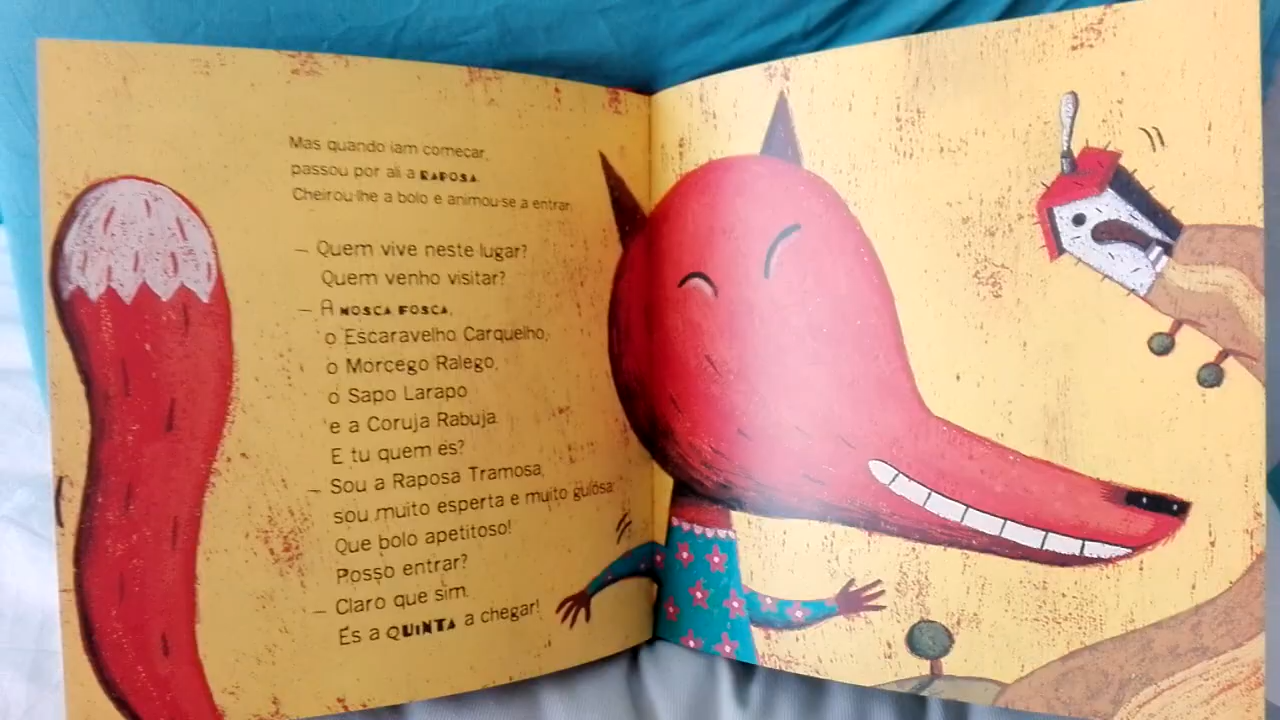 Mas quando iam começar,
passou por ali a RAPOSA.
Cheirou-lhe a bolo e animou-se a entrar.
– Quem vive neste lugar?
Quem venho visitar?
– A MOSCA FOSCA,
o Escaravelho Carquelho,
o Morcego Ralego,
o Sapo Larapo
e a Coruja Rabuja.
E tu quem és?
– Sou a Raposa Tramosa,
sou muito esperta e muito gulosa.
Que bolo apetitoso!
Posso entrar?
– Claro que sim.
És a QUINTA a chegar!